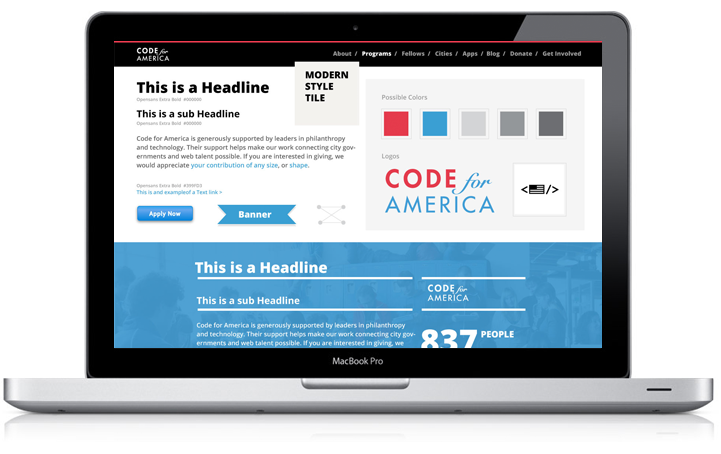 CODE for
AMERICA
About / Programs / Fellows / Cities / Apps / Blog / Donate / Get Involved
MODERN
STYLE
TILE
This is a Headline
Opensans Extra Bold #000000
This is a sub Headline
Opensans Extra Bold #000000
Code for America is generously supported by leaders in philanthropy
and technology. Their support helps make our work connecting city gov-
ernments and web talent possible. If you are interested in giving, we
would appreciate your contribution of any size, or shape.
Opensans Extra Bold #399FD3
This is and exampleof a Text link >
Apply Now
Banner
Possible Colors
Logos
CODE for
AMERICA
< />
This is a Headline
This is a sub Headline
Code for America is generously supported by leaders in philanthropy
and technology. Their support helps make our work connecting city gov-
ernments and web talent possible. If you are interested in giving, we
CODE for
AMERICA
837 PEOPLE
MacBook Pro